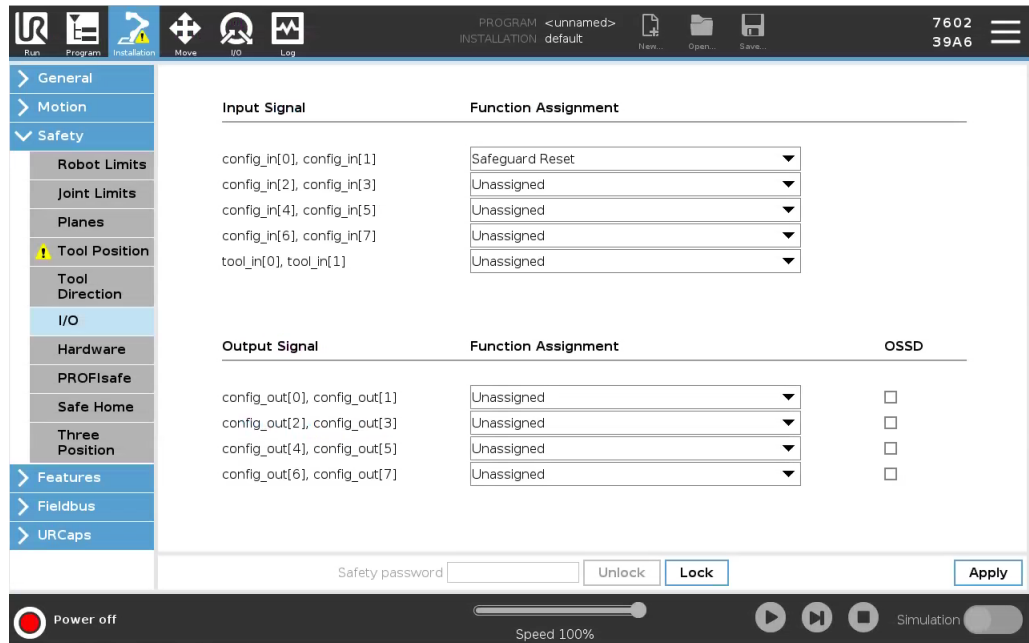 PROGRAM <unnamed>
INSTALLATION default
7602
39A6
Run
Program
Installation
Move
I/O
Log
New...
Open...
Save...
General
Motion
Safety
Robot Limits
Joint Limits
Planes
Tool Position
Tool
Direction
I/O
Hardware
PROFIsafe
Safe Home
Three
Position
Features
Fieldbus
URCaps
Input Signal Function Assignment
config_in[0], config_in[1] Safeguard Reset
config_in[2], config_in[3] Unassigned
config_in[4], config_in[5] Unassigned
config_in[6], config_in[7] Unassigned
tool_in[0], tool_in[1] Unassigned
Output Signal Function Assignment OSSD
config_out[0], config_out[1] Unassigned
config_out[2], config_out[3] Unassigned
config_out[4], config_out[5] Unassigned
config_out[6], config_out[7] Unassigned
Safety password Unlock Lock Apply
Power off
Speed 100%
Simulation